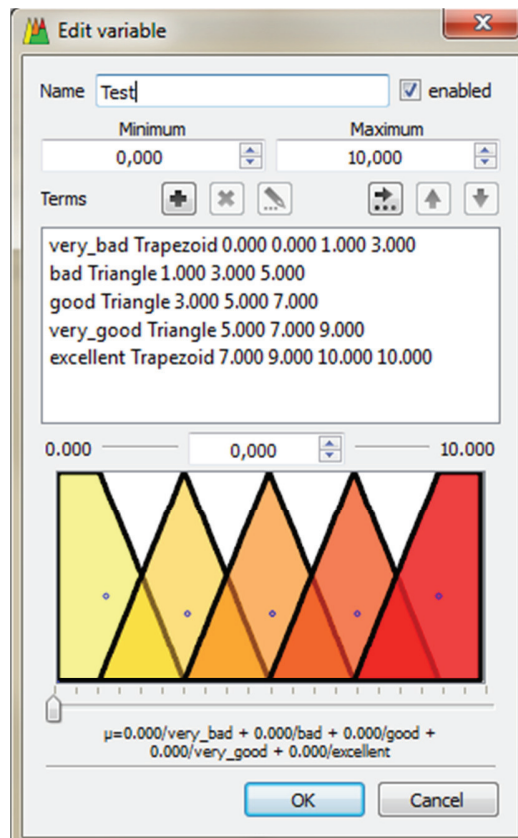 Edit variable
Name Test enabled
Minimum Maximum
0,000 10,000
Terms
very_bad Trapezoid 0.000 0.000 1.000 3.000
bad Triangle 1.000 3.000 5.000
good Triangle 3.000 5.000 7.000
very_good Triangle 5.000 7.000 9.000
excellent Trapezoid 7.000 9.000 10.000 10.000
0.000 0,000 10.000
μ=0.000/very_bad + 0.000/bad + 0.000/good +
0.000/very_good + 0.000/excellent
OK Cancel